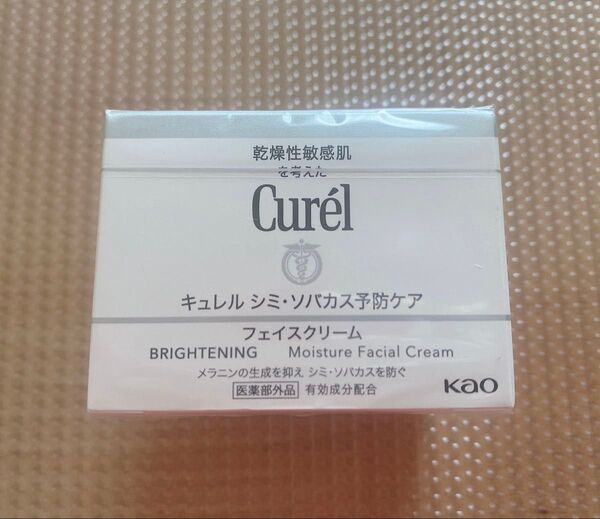 乾燥性敏感肌
を考えた
Curél
キュレル シミ・ソバカス予防ケア
フェイスクリーム
BRIGHTENING Moisture Facial Cream
メラニンの生成を抑え シミ・ソバカスを防ぐ
医薬部外品 有効成分配合
Kao